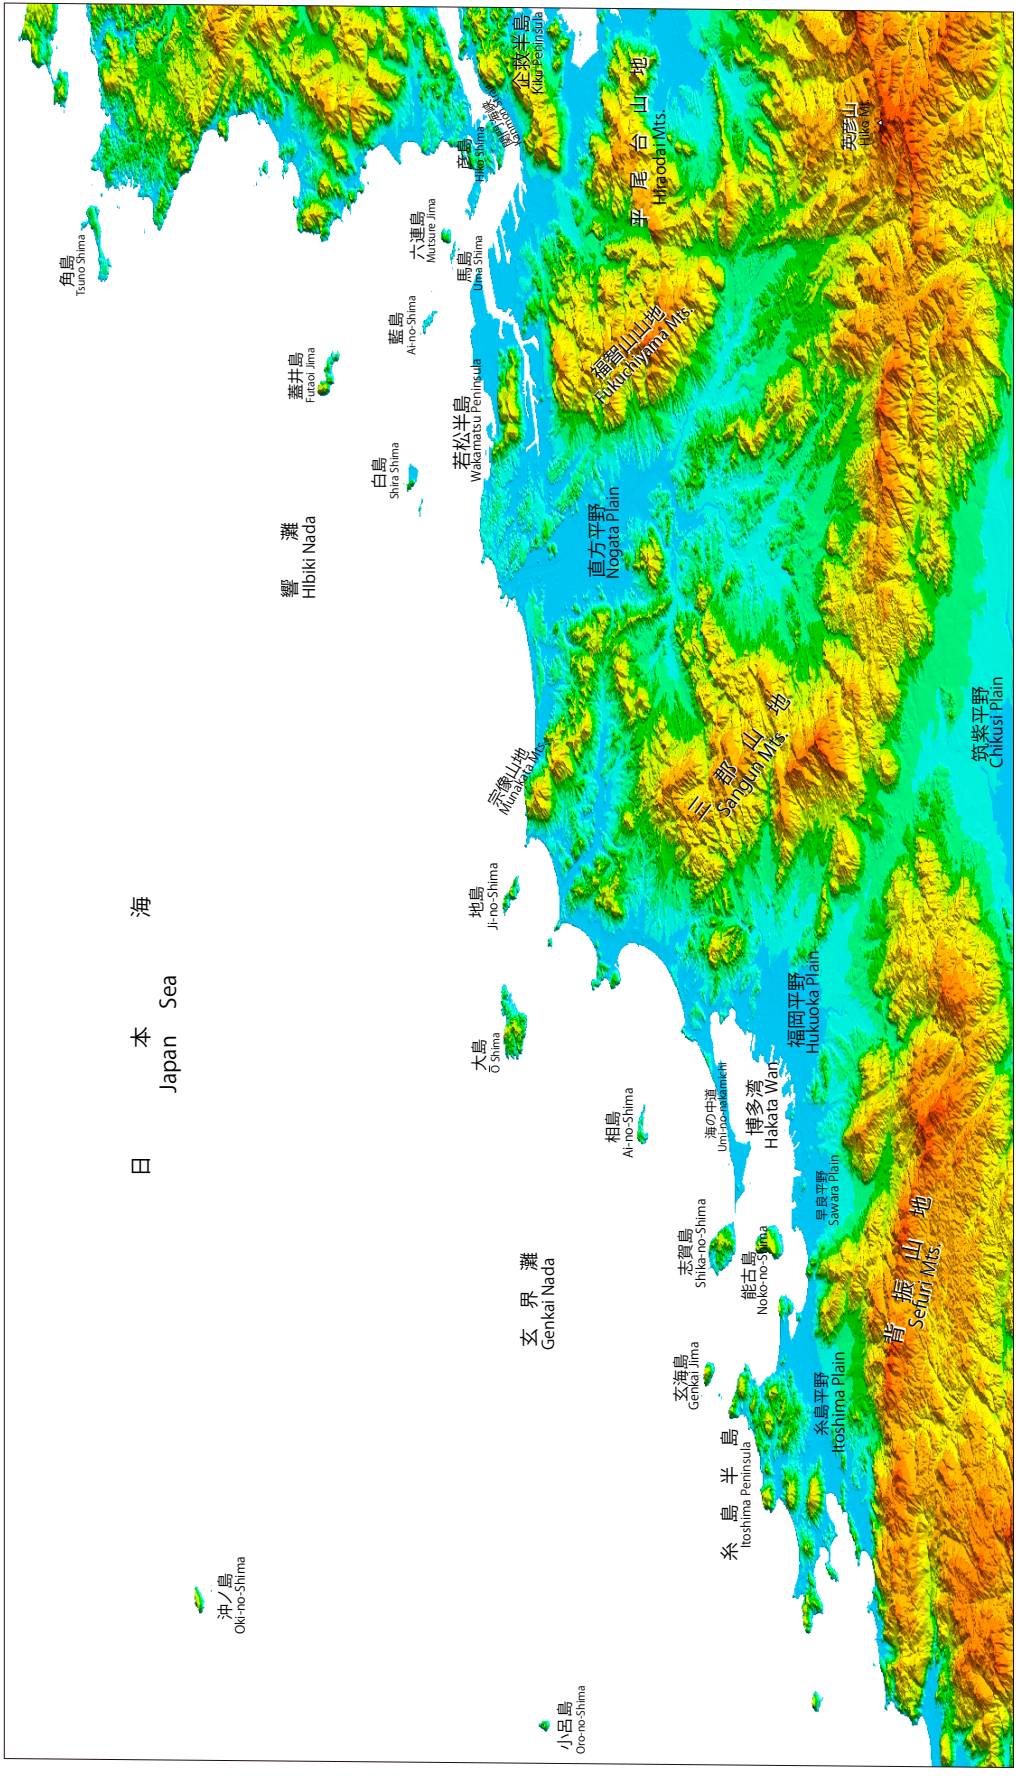 角島
Tsuno Shima
蓋井島
Futaoi Jima
六連島
Mutsure Jima
藍島
Ai-no-Shima
馬島
Uma Shima
彦島
Hiko Shima
関門海峡
Kanmon Strait
企救半島
Kiku Peninsula
平尾台山地
Hiraodai Mts.
英彦山
Hiko Mt.
福智山山地
Fukuchiyama Mts.
若松半島
Wakamatsu Peninsula
白島
Shira Shima
響灘
HIbiki Nada
直方平野
Nogata Plain
筑紫平野
Chikusi Plain
三郡山地
Sangun Mts.
宗像山地
Munakata Mts.
地島
Ji-no-Shima
大島
Ō Shima
日本海
Japan Sea
相島
Ai-no-Shima
福岡平野
Hukuoka Plain
海の中道
Umi-no-nakamichi
博多湾
Hakata Wan
早良平野
Sawara Plain
志賀島
Shika-no-Shima
能古島
Noko-no-Shima
玄界灘
Genkai Nada
玄海島
Genkai Jima
背振山地
Sefuri Mts.
糸島平野
Itoshima Plain
糸島半島
Itoshima Peninsula
沖ノ島
Oki-no-Shima
小呂島
Oro-no-Shima